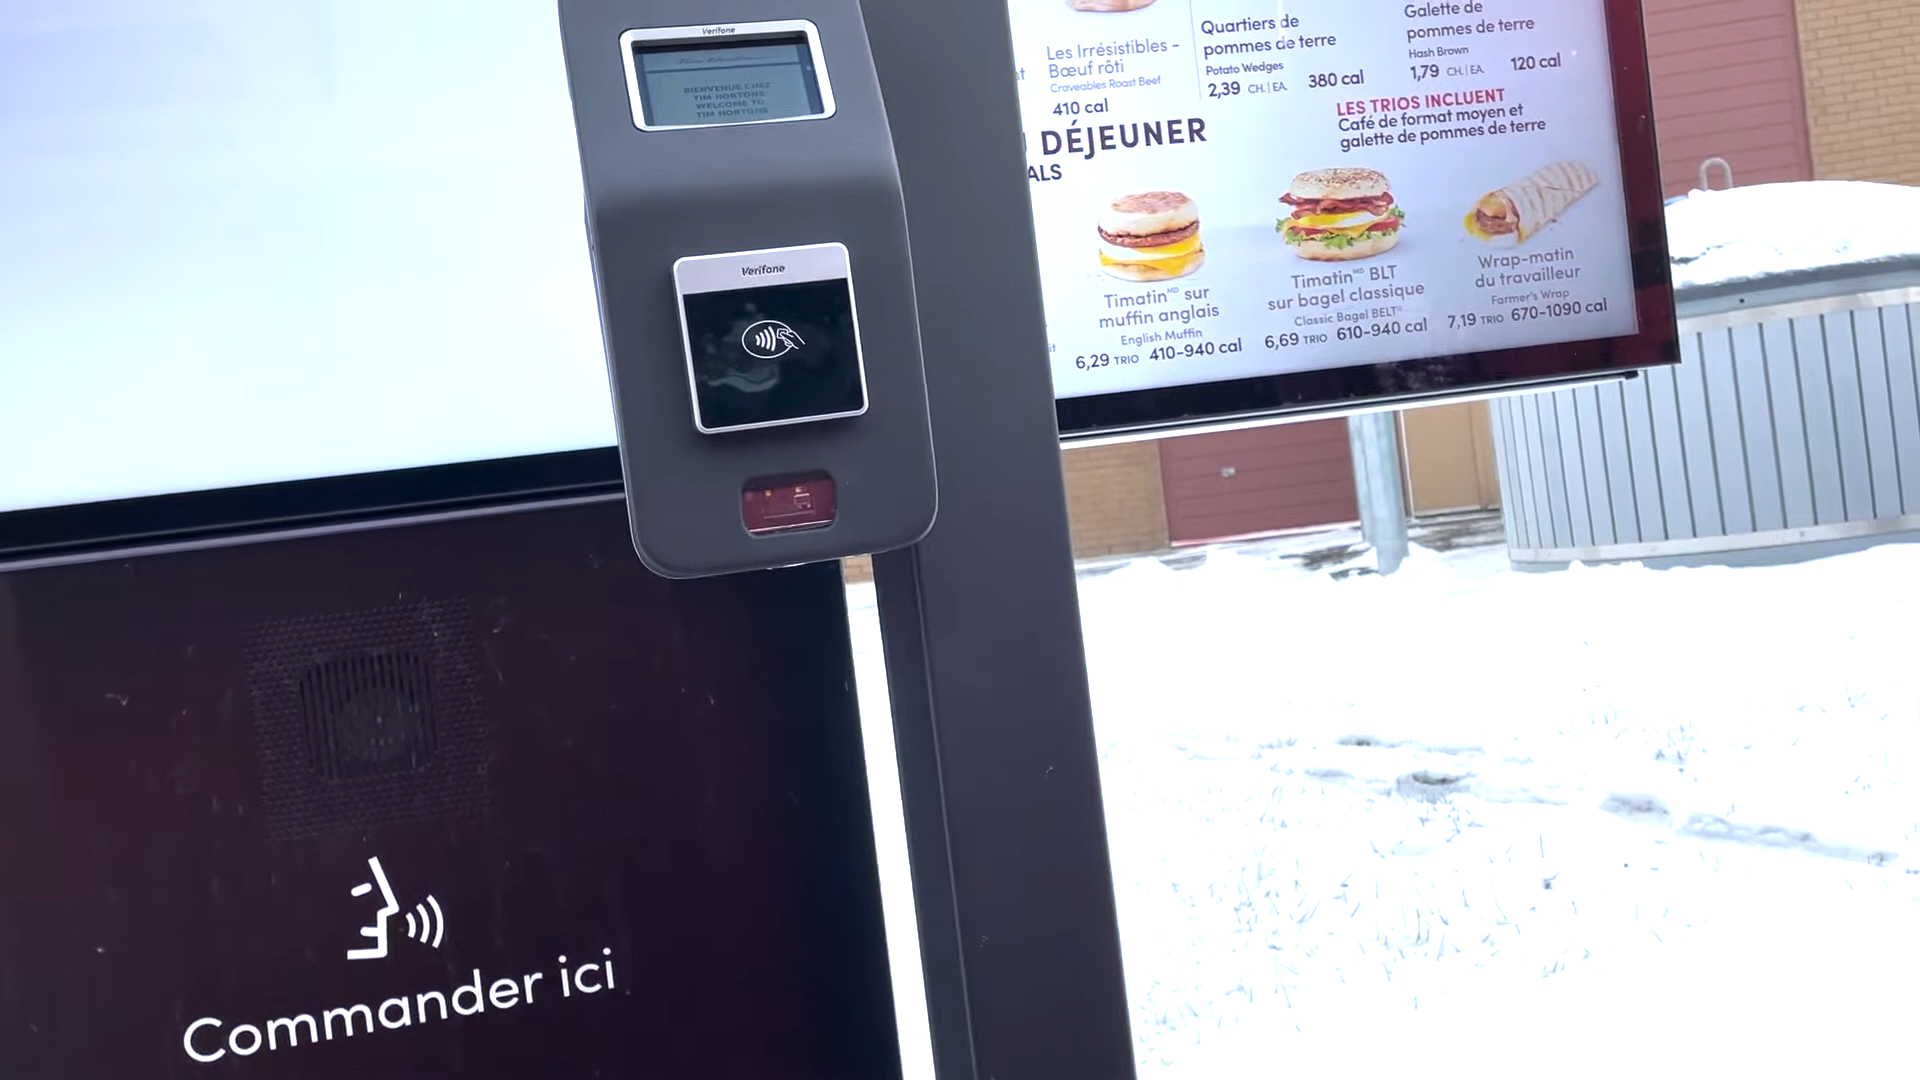 Verifone
BIENVENUE CHEZ
TIM HORTONS
WELCOME TO
TIM HORTONS
Verifone
Commander ici
Les Irrésistibles -
Bœuf rôti
Craveables Roast Beef
410 cal
Quartiers de
pommes de terre
Potato Wedges
2,39 CH. | EA. 380 cal
Galette de
pommes de terre
Hash Brown
1,79 CH. | EA. 120 cal
DÉJEUNER
ALS
LES TRIOS INCLUENT
Café de format moyen et
galette de pommes de terre
Timatin MD sur
muffin anglais
English Muffin
6,29 TRIO 410-940 cal
Timatin MD BLT
sur bagel classique
Classic Bagel BELT
6,69 TRIO 610-940 cal
Wrap-matin
du travailleur
Farmer's Wrap
7,19 TRIO 670-1090 cal